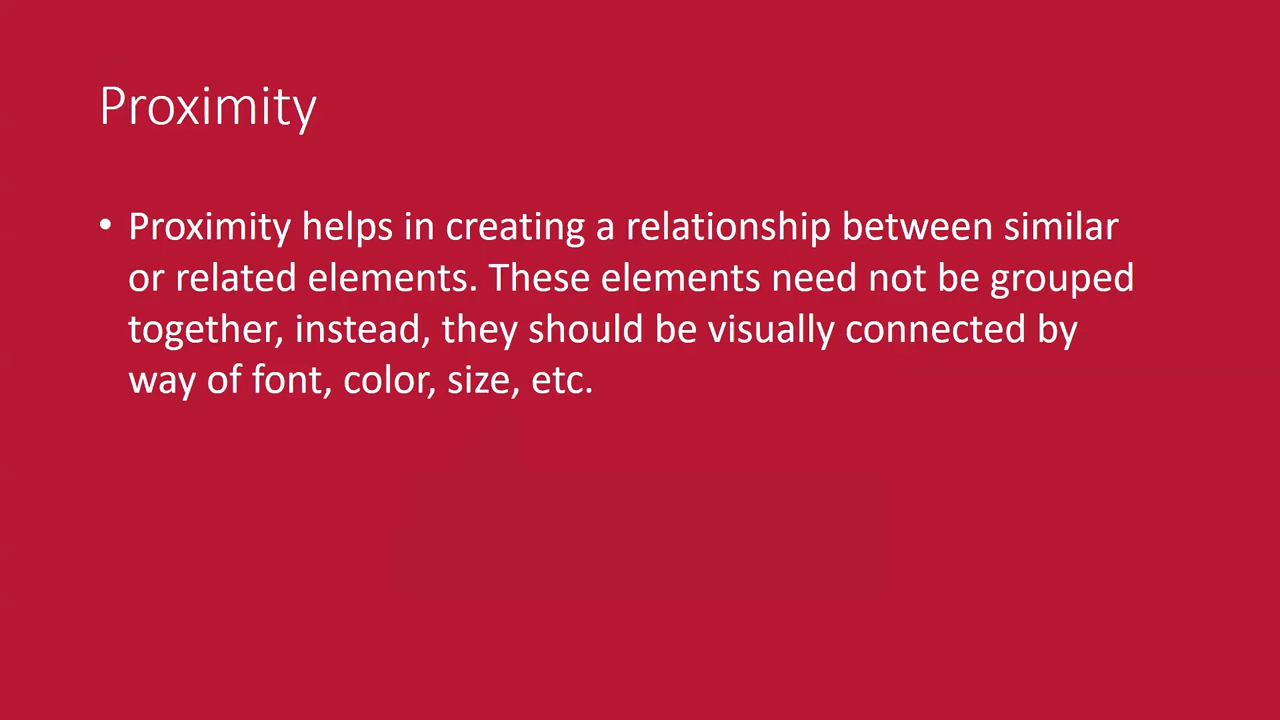 Proximity
• Proximity helps in creating a relationship between similar
or related elements. These elements need not be grouped
together, instead, they should be visually connected by
way of font, color, size, etc.